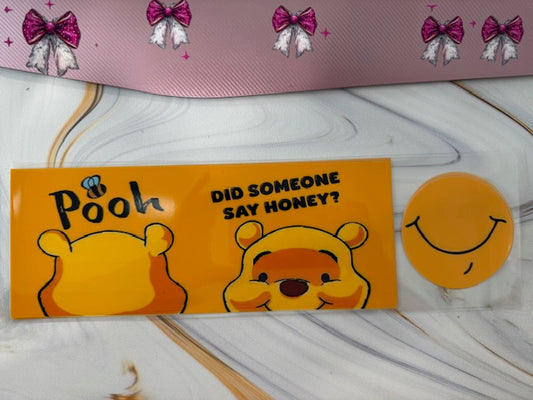 Pooh
DID SOMEONE
SAY HONEY?